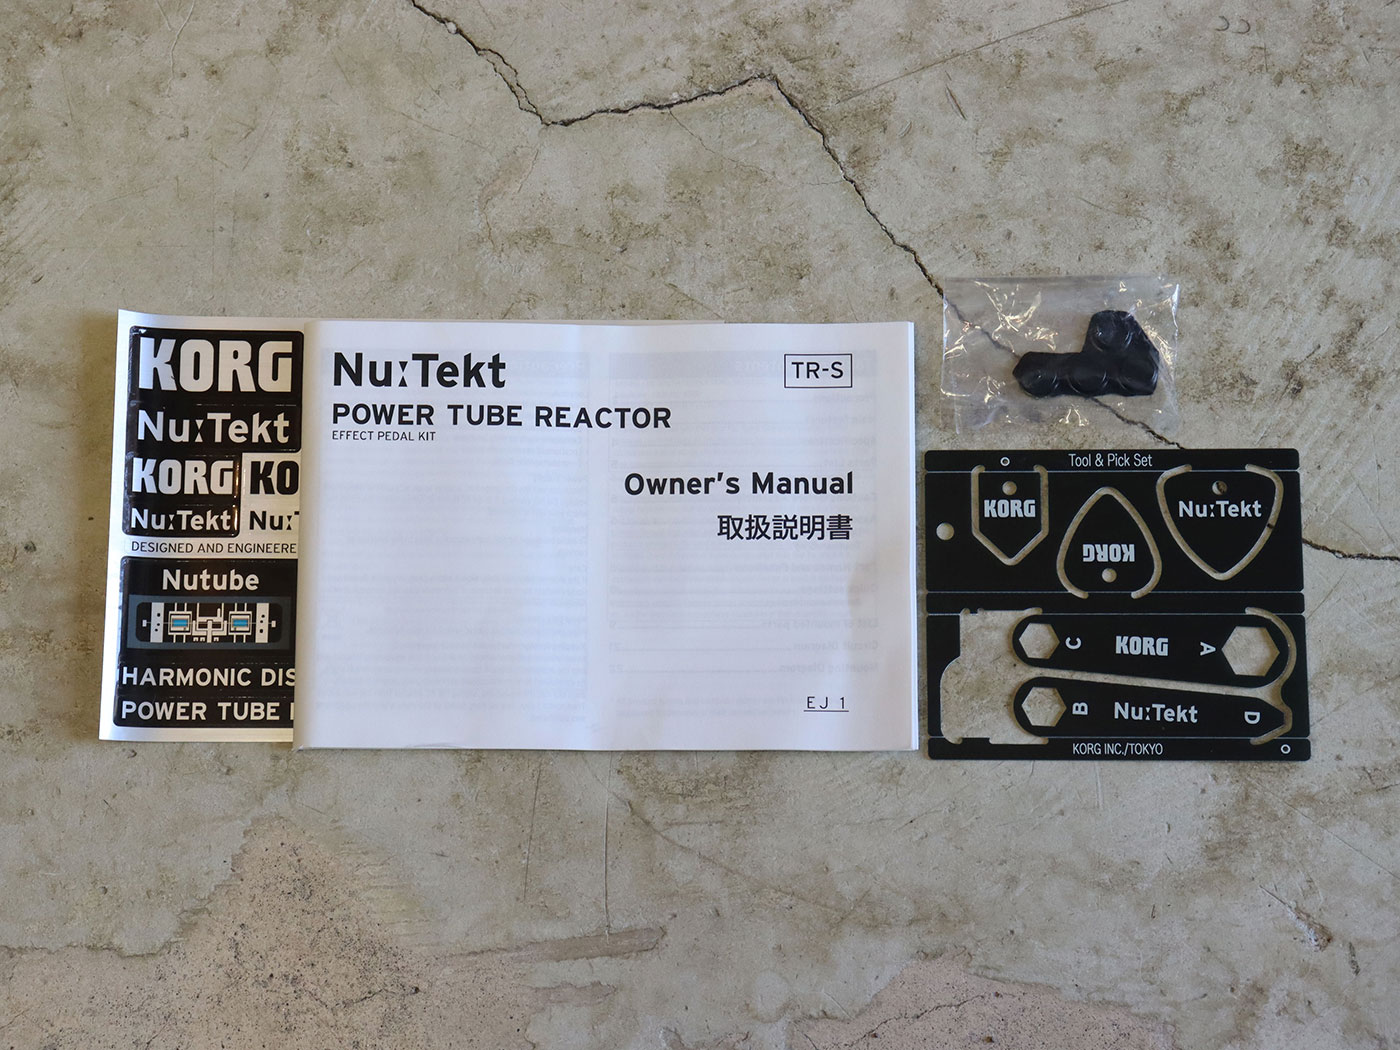 KORG
Nu:Tekt
KORG
KO
Nu:Tekt
Nu:T
DESIGNED AND ENGINEERE
Nutube
HARMONIC DIS
POWER TUBE
Nu:Tekt
TR-S
POWER TUBE REACTOR
EFFECT PEDAL KIT
Owner's Manual
取扱説明書
EJ 1
Tool & Pick Set
KORG
KORG
Nu:Tekt
C
KORG
A
B
Nu:Tekt
D
KORG INC./TOKYO